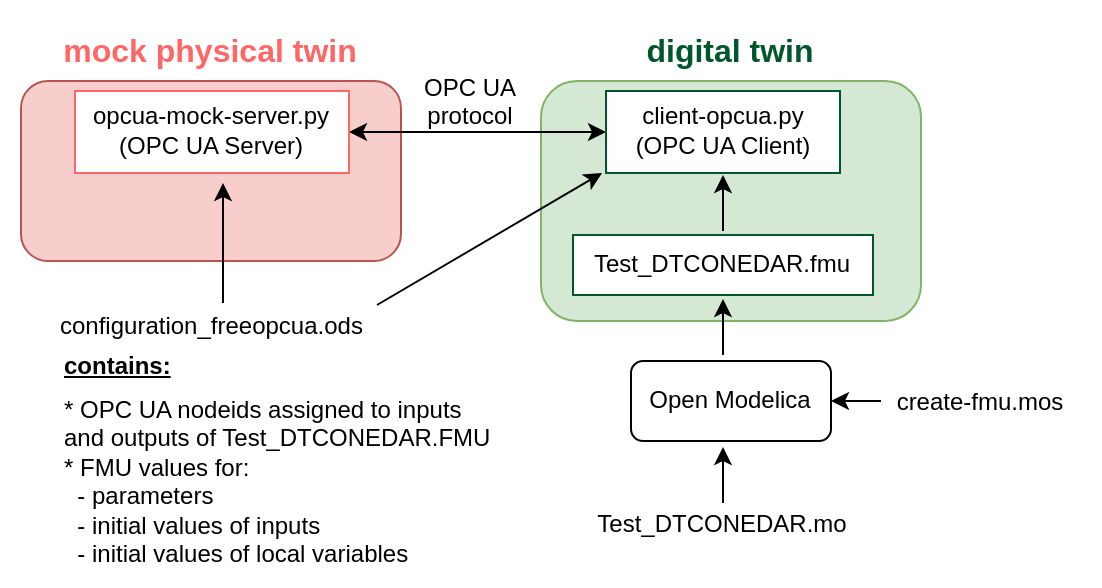 mock physical twin
digital twin
opcua-mock-server.py
(OPC UA Server)
OPC UA
protocol
client-opcua.py
(OPC UA Client)
Test_DTCONEDAR.fmu
configuration_freeopcua.ods
contains:
* OPC UA nodeids assigned to inputs
and outputs of Test_DTCONEDAR.FMU
* FMU values for:
- parameters
- initial values of inputs
- initial values of local variables
Open Modelica
create-fmu.mos
Test_DTCONEDAR.mo